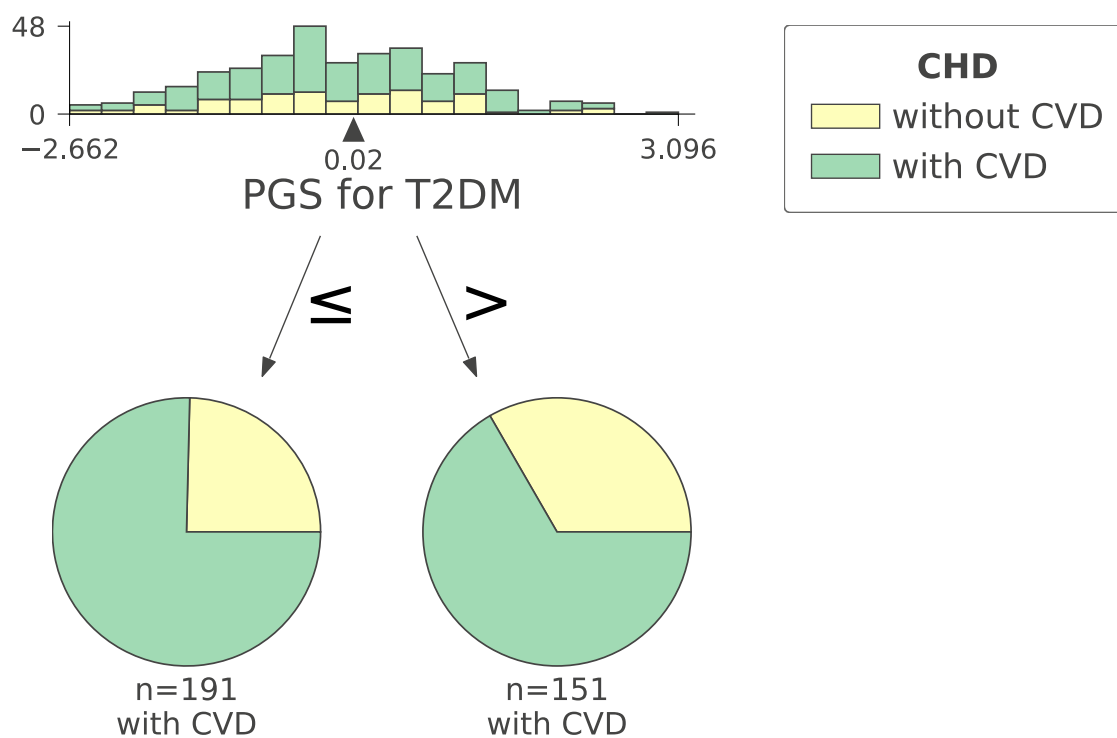 48
0
−2.662
0.02
3.096
PGS for T2DM
CHD
without CVD
with CVD
≤
>
n=191
with CVD
n=151
with CVD